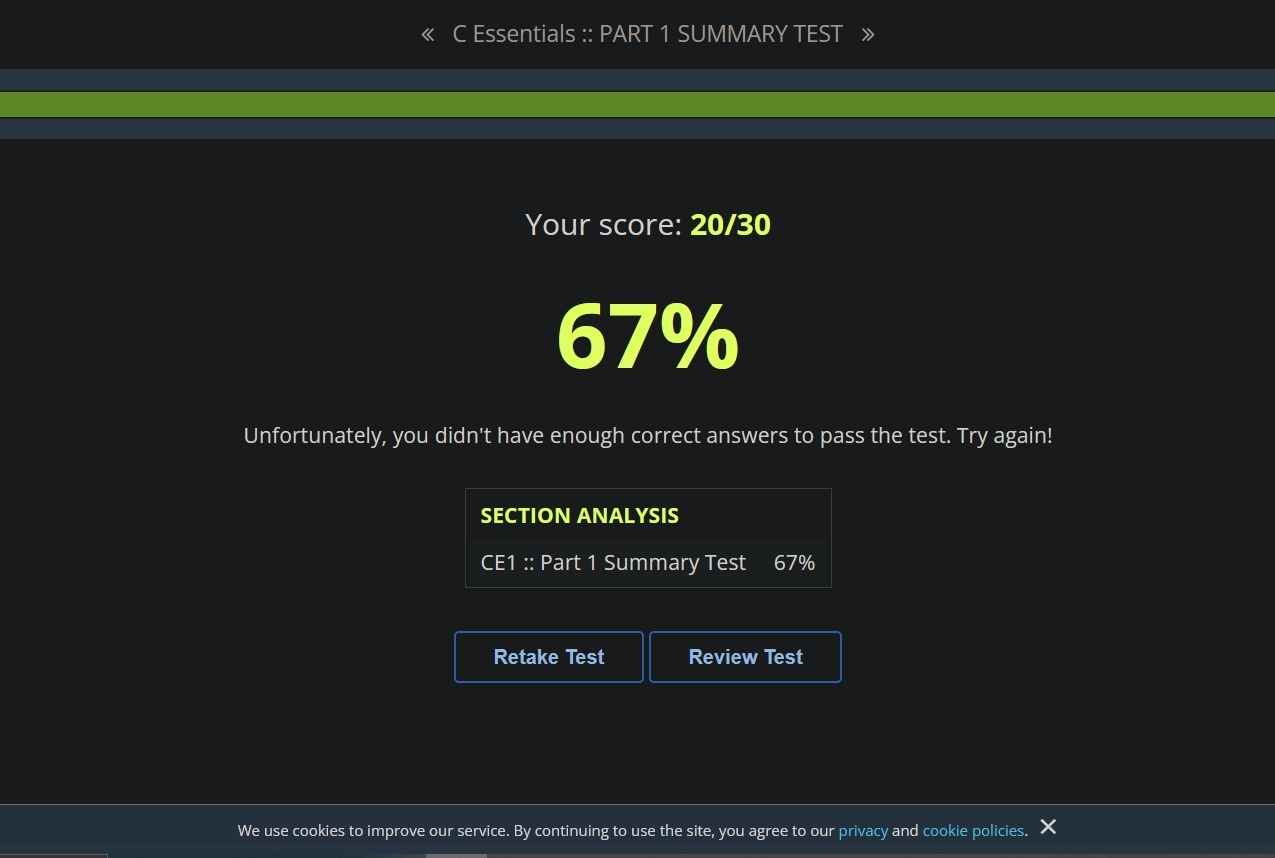 « C Essentials :: PART 1 SUMMARY TEST »
Your score: 20/30
67%
Unfortunately, you didn't have enough correct answers to pass the test. Try again!
SECTION ANALYSIS
CE1 :: Part 1 Summary Test 67%
Retake Test Review Test
We use cookies to improve our service. By continuing to use the site, you agree to our privacy and cookie policies. ✕